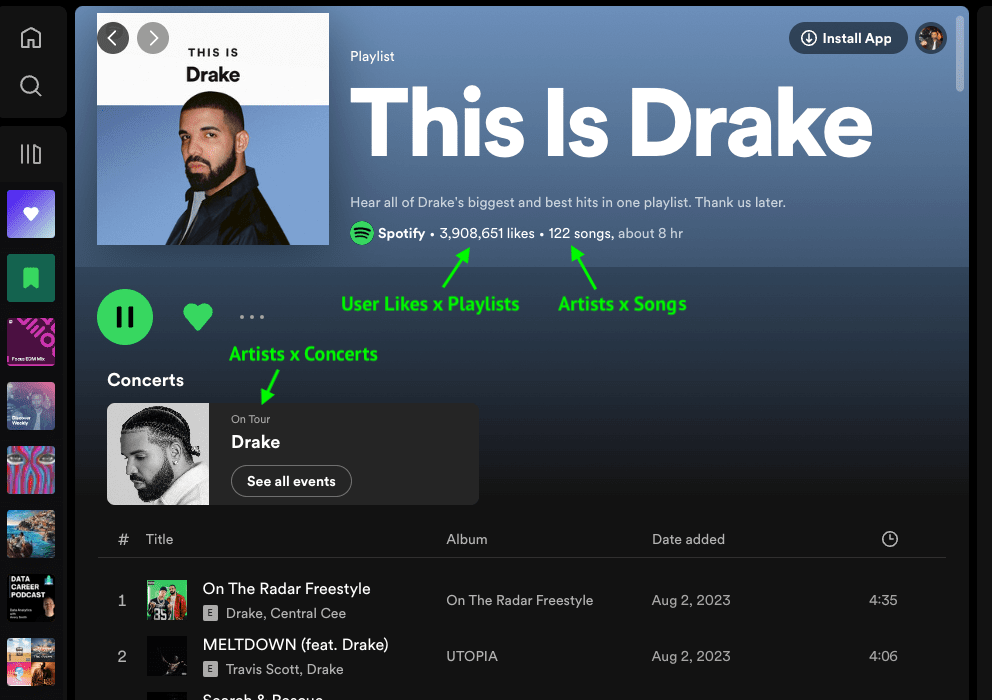 THIS IS
Drake
Playlist
Install App
This Is Drake
Hear all of Drake's biggest and best hits in one playlist. Thank us later.
Spotify • 3,908,651 likes • 122 songs, about 8 hr
User Likes x Playlists
Artists x Songs
Artists x Concerts
Concerts
On Tour
Drake
See all events
Focus EDM Mix
Discover
Weekly
DATA
CAREER
PODCAST
# Title Album Date added
1 On The Radar Freestyle On The Radar Freestyle Aug 2, 2023 4:35
E Drake, Central Cee
2 MELTDOWN (feat. Drake) UTOPIA Aug 2, 2023 4:06
E Travis Scott, Drake
Search & Rescue